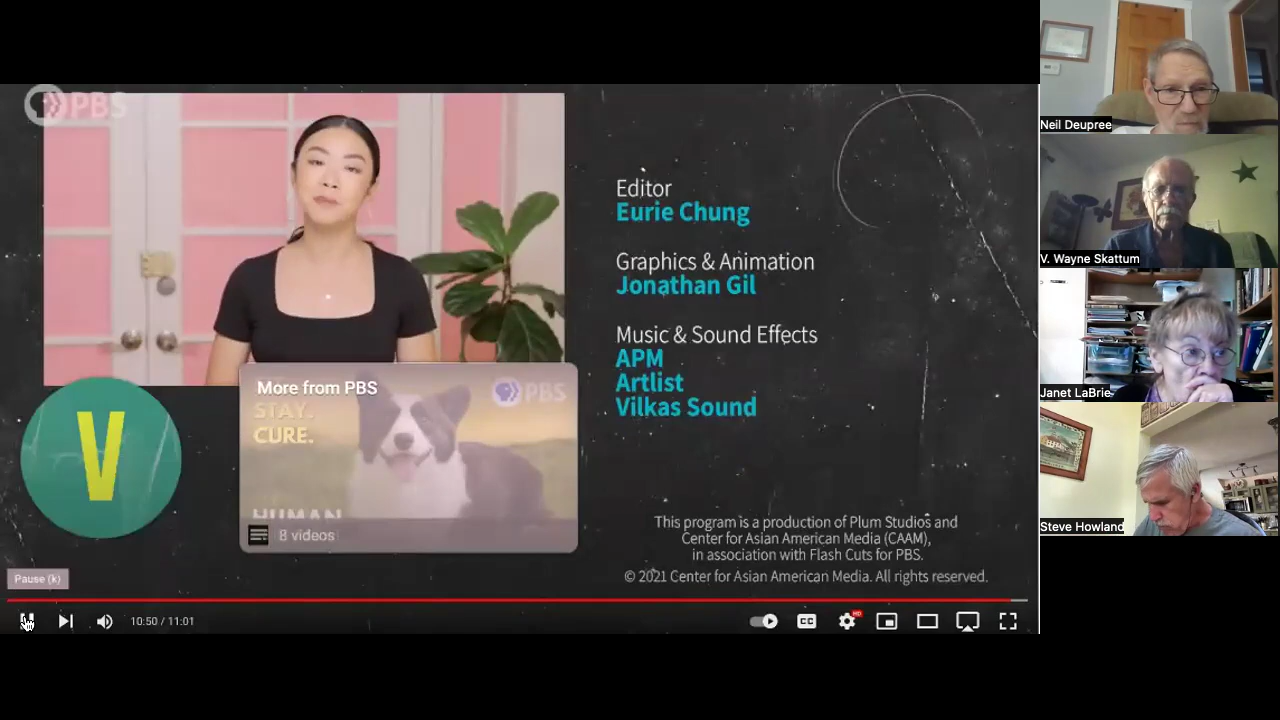 PBS
Editor
Eurie Chung
Graphics & Animation
Jonathan Gil
Music & Sound Effects
APM
Artlist
Vilkas Sound
V
More from PBS
PBS
STAY.
CURE.
HUMAN
8 videos
This program is a production of Plum Studios and
Center for Asian American Media (CAAM),
in association with Flash Cuts for PBS.
© 2021 Center for Asian American Media. All rights reserved.
Pause (k)
10:50 / 11:01
CC
HD
Neil Deupree
V. Wayne Skattum
Janet LaBrie
Steve Howland